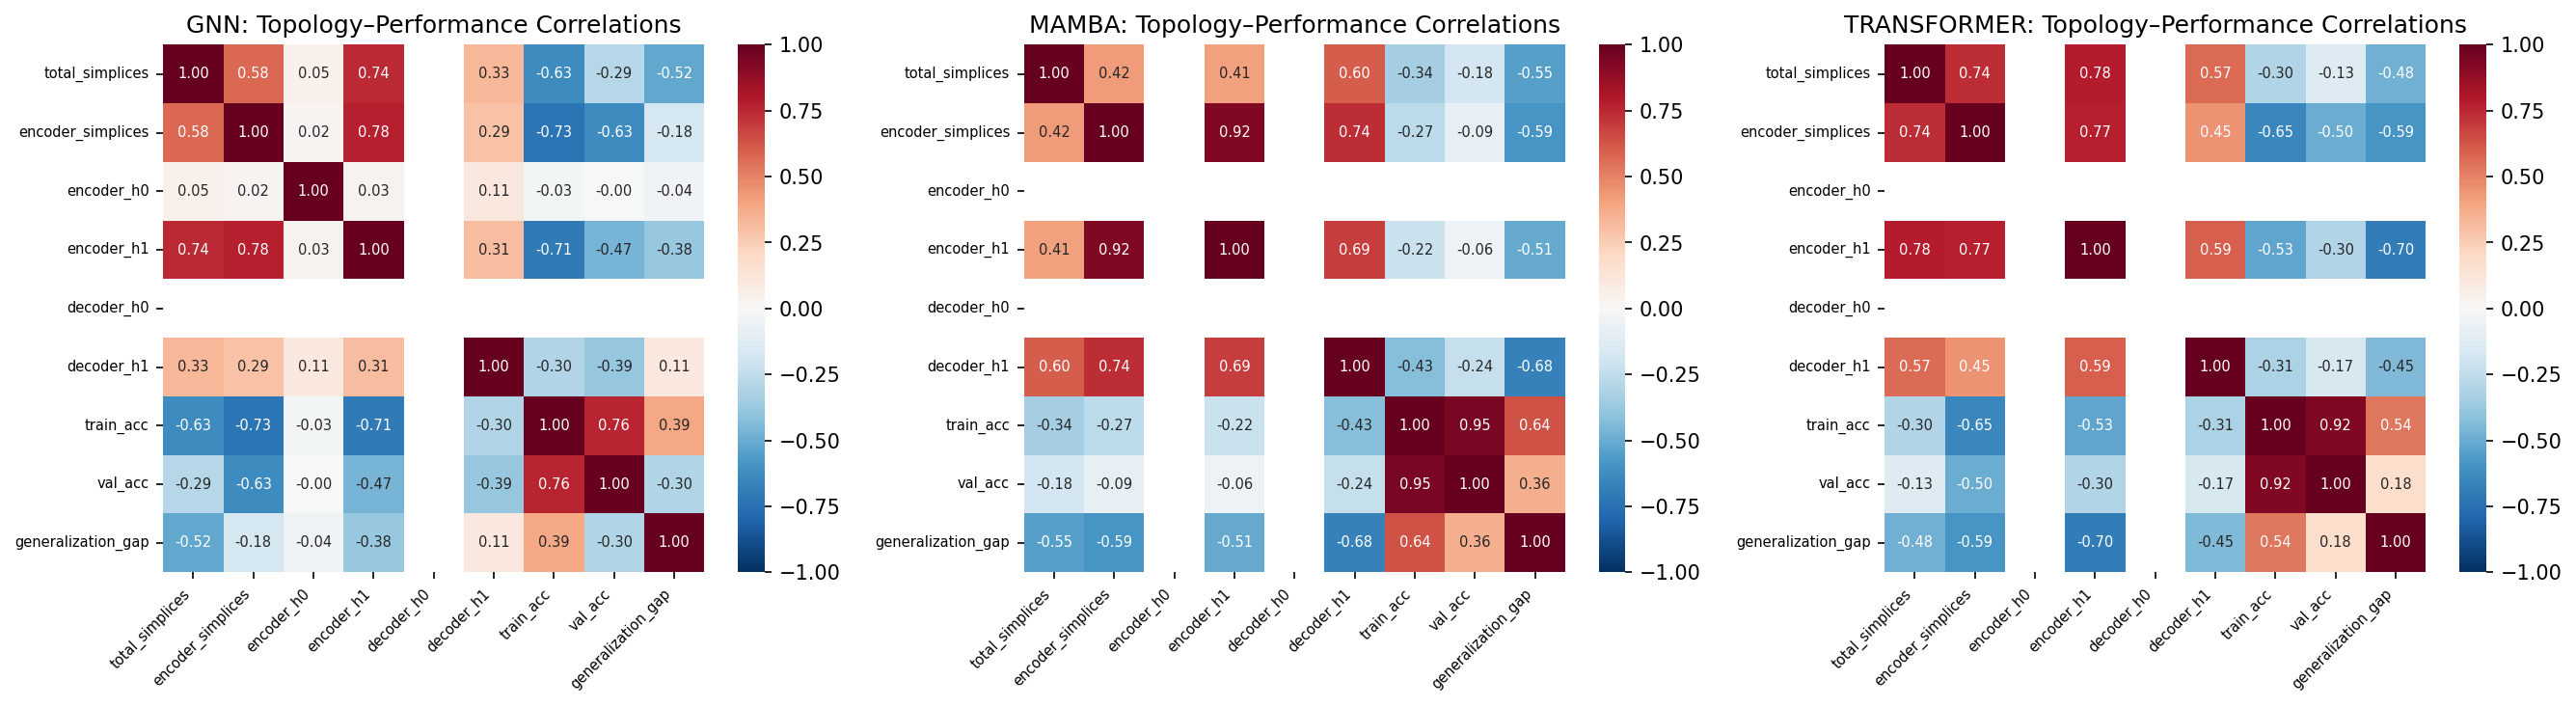 GNN: Topology–Performance Correlations
total_simplices 1.00 0.58 0.05 0.74 0.33 -0.63 -0.29 -0.52
encoder_simplices 0.58 1.00 0.02 0.78 0.29 -0.73 -0.63 -0.18
encoder_h0 0.05 0.02 1.00 0.03 0.11 -0.03 -0.00 -0.04
encoder_h1 0.74 0.78 0.03 1.00 0.31 -0.71 -0.47 -0.38
decoder_h0
decoder_h1 0.33 0.29 0.11 0.31 1.00 -0.30 -0.39 0.11
train_acc -0.63 -0.73 -0.03 -0.71 -0.30 1.00 0.76 0.39
val_acc -0.29 -0.63 -0.00 -0.47 -0.39 0.76 1.00 -0.30
generalization_gap -0.52 -0.18 -0.04 -0.38 0.11 0.39 -0.30 1.00
total_simplices
encoder_simplices
encoder_h0
encoder_h1
decoder_h0
decoder_h1
train_acc
val_acc
generalization_gap
1.00
0.75
0.50
0.25
0.00
−0.25
−0.50
−0.75
−1.00
MAMBA: Topology–Performance Correlations
total_simplices 1.00 0.42 0.41 0.60 -0.34 -0.18 -0.55
encoder_simplices 0.42 1.00 0.92 0.74 -0.27 -0.09 -0.59
encoder_h0
encoder_h1 0.41 0.92 1.00 0.69 -0.22 -0.06 -0.51
decoder_h0
decoder_h1 0.60 0.74 0.69 1.00 -0.43 -0.24 -0.68
train_acc -0.34 -0.27 -0.22 -0.43 1.00 0.95 0.64
val_acc -0.18 -0.09 -0.06 -0.24 0.95 1.00 0.36
generalization_gap -0.55 -0.59 -0.51 -0.68 0.64 0.36 1.00
total_simplices
encoder_simplices
encoder_h0
encoder_h1
decoder_h0
decoder_h1
train_acc
val_acc
generalization_gap
1.00
0.75
0.50
0.25
0.00
−0.25
−0.50
−0.75
−1.00
TRANSFORMER: Topology–Performance Correlations
total_simplices 1.00 0.74 0.78 0.57 -0.30 -0.13 -0.48
encoder_simplices 0.74 1.00 0.77 0.45 -0.65 -0.50 -0.59
encoder_h0
encoder_h1 0.78 0.77 1.00 0.59 -0.53 -0.30 -0.70
decoder_h0
decoder_h1 0.57 0.45 0.59 1.00 -0.31 -0.17 -0.45
train_acc -0.30 -0.65 -0.53 -0.31 1.00 0.92 0.54
val_acc -0.13 -0.50 -0.30 -0.17 0.92 1.00 0.18
generalization_gap -0.48 -0.59 -0.70 -0.45 0.54 0.18 1.00
total_simplices
encoder_simplices
encoder_h0
encoder_h1
decoder_h0
decoder_h1
train_acc
val_acc
generalization_gap
1.00
0.75
0.50
0.25
0.00
−0.25
−0.50
−0.75
−1.00